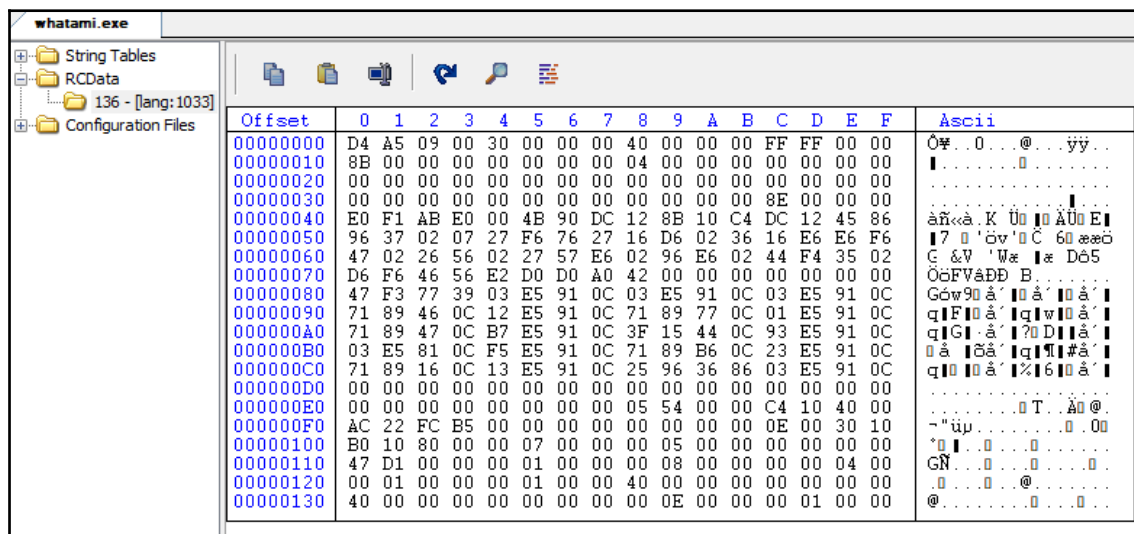 whatami.exe
String Tables
RCData
136 - [lang:1033]
Configuration Files
Offset 0 1 2 3 4 5 6 7 8 9 A B C D E F Ascii
00000000 D4 A5 09 00 30 00 00 00 40 00 00 00 FF FF 00 00 Ô¥..0...@...ÿÿ..
00000010 8B 00 00 00 00 00 00 00 04 00 00 00 00 00 00 00
00000020 00 00 00 00 00 00 00 00 00 00 00 00 00 00 00 00 ................
00000030 00 00 00 00 00 00 00 00 00 00 00 00 8E 00 00 00
00000040 E0 F1 AB E0 00 4B 90 DC 12 8B 10 C4 DC 12 45 86
00000050 96 37 02 07 27 F6 76 27 16 D6 02 36 16 E6 E6 F6
00000060 47 02 26 56 02 27 57 E6 02 96 E6 02 44 F4 35 02
00000070 D6 F6 46 56 E2 D0 D0 A0 42 00 00 00 00 00 00 00
00000080 47 F3 77 39 03 E5 91 0C 03 E5 91 0C 03 E5 91 0C
00000090 71 89 46 0C 12 E5 91 0C 71 89 77 0C 01 E5 91 0C
000000A0 71 89 47 0C B7 E5 91 0C 3F 15 44 0C 93 E5 91 0C
000000B0 03 E5 81 0C F5 E5 91 0C 71 89 B6 0C 23 E5 91 0C
000000C0 71 89 16 0C 13 E5 91 0C 25 96 36 86 03 E5 91 0C
000000D0 00 00 00 00 00 00 00 00 00 00 00 00 00 00 00 00 ................
000000E0 00 00 00 00 00 00 00 00 05 54 00 00 C4 10 40 00
000000F0 AC 22 FC B5 00 00 00 00 00 00 00 00 0E 00 30 10
00000100 B0 10 80 00 00 07 00 00 00 05 00 00 00 00 00 00
00000110 47 D1 00 00 00 01 00 00 00 08 00 00 00 00 04 00
00000120 00 01 00 00 00 01 00 00 00 40 00 00 00 00 00 00
00000130 40 00 00 00 00 00 00 00 00 0E 00 00 00 01 00 00